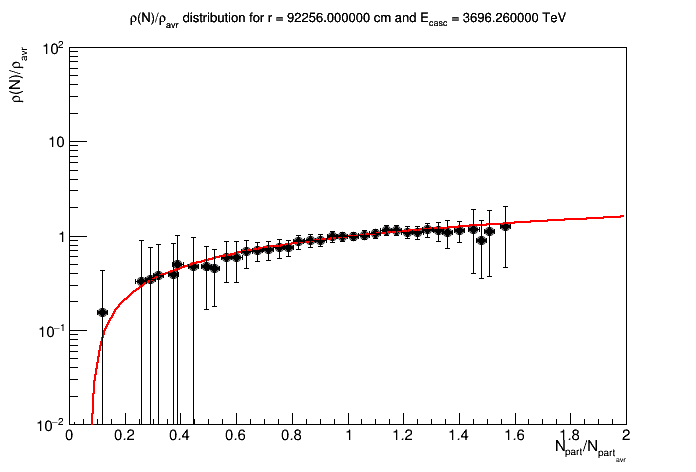 ρ(N)/ρavr distribution for r = 92256.000000 cm and Ecasc = 3696.260000 TeV
ρ(N)/ρavr
10²
10
1
10⁻¹
10⁻²
0 0.2 0.4 0.6 0.8 1 1.2 1.4 1.6 1.8 2
Npart/Npartavr